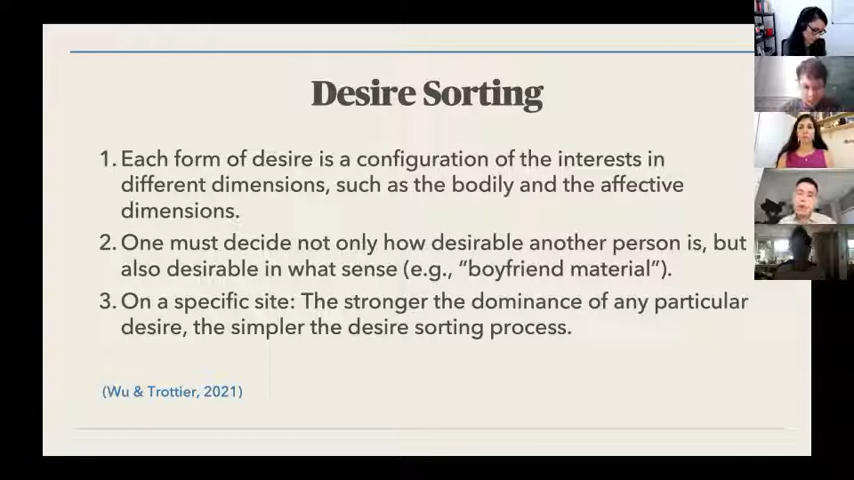 Desire Sorting
1. Each form of desire is a configuration of the interests in
different dimensions, such as the bodily and the affective
dimensions.
2. One must decide not only how desirable another person is, but
also desirable in what sense (e.g., ”boyfriend material”).
3. On a specific site: The stronger the dominance of any particular
desire, the simpler the desire sorting process.
(Wu & Trottier, 2021)